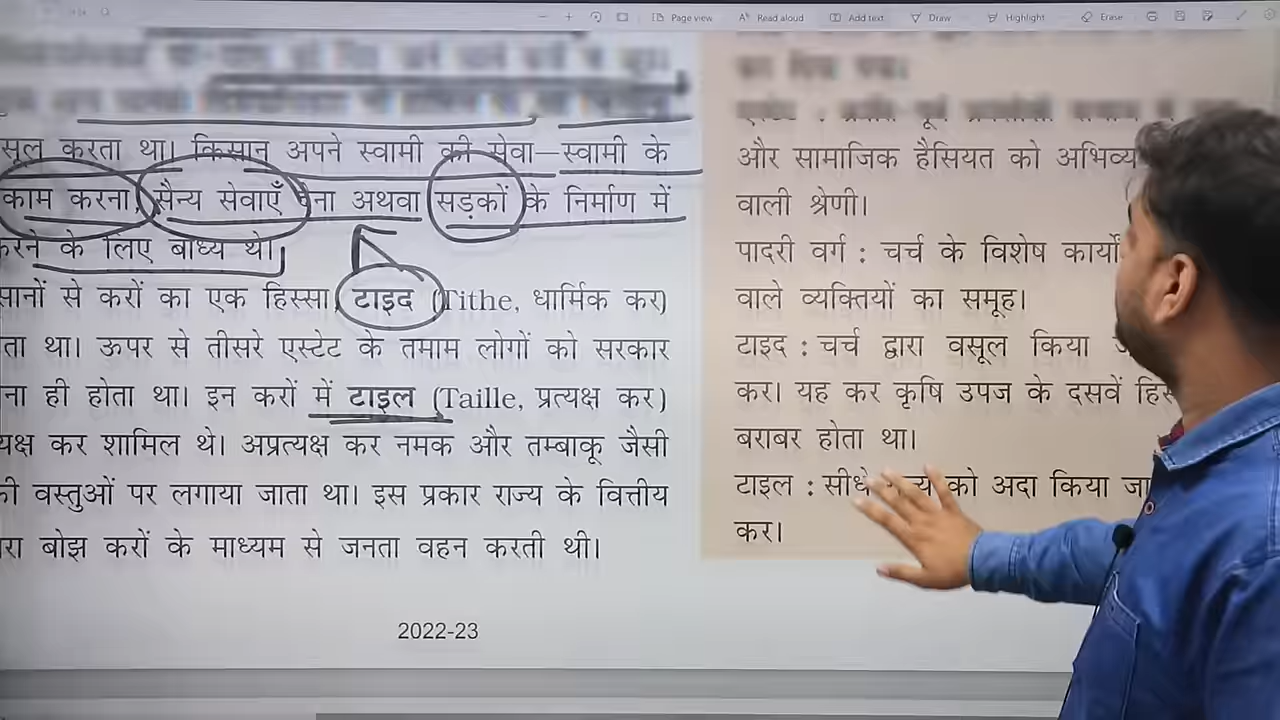 Page view
Read aloud
Add text
Draw
Highlight
Erase
सूल करता था। किसान अपने स्वामी की सेवा—स्वामी के
काम करना, सैन्य सेवाएँ ना अथवा सड़कों के निर्माण में
करने के लिए बाध्य थे।
सानों से करों का एक हिस्सा, टाइद (Tithe, धार्मिक कर)
ता था। ऊपर से तीसरे एस्टेट के तमाम लोगों को सरकार
ना ही होता था। इन करों में टाइल (Taille, प्रत्यक्ष कर)
यक्ष कर शामिल थे। अप्रत्यक्ष कर नमक और तम्बाकू जैसी
की वस्तुओं पर लगाया जाता था। इस प्रकार राज्य के वित्तीय
रा बोझ करों के माध्यम से जनता वहन करती थी।
2022-23
और सामाजिक हैसियत को अभिव्य
वाली श्रेणी।
पादरी वर्ग : चर्च के विशेष कार्यों
वाले व्यक्तियों का समूह।
टाइद : चर्च द्वारा वसूल किया
कर। यह कर कृषि उपज के दसवें हिस
बराबर होता था।
टाइल : सीधे को अदा किया जा
कर।